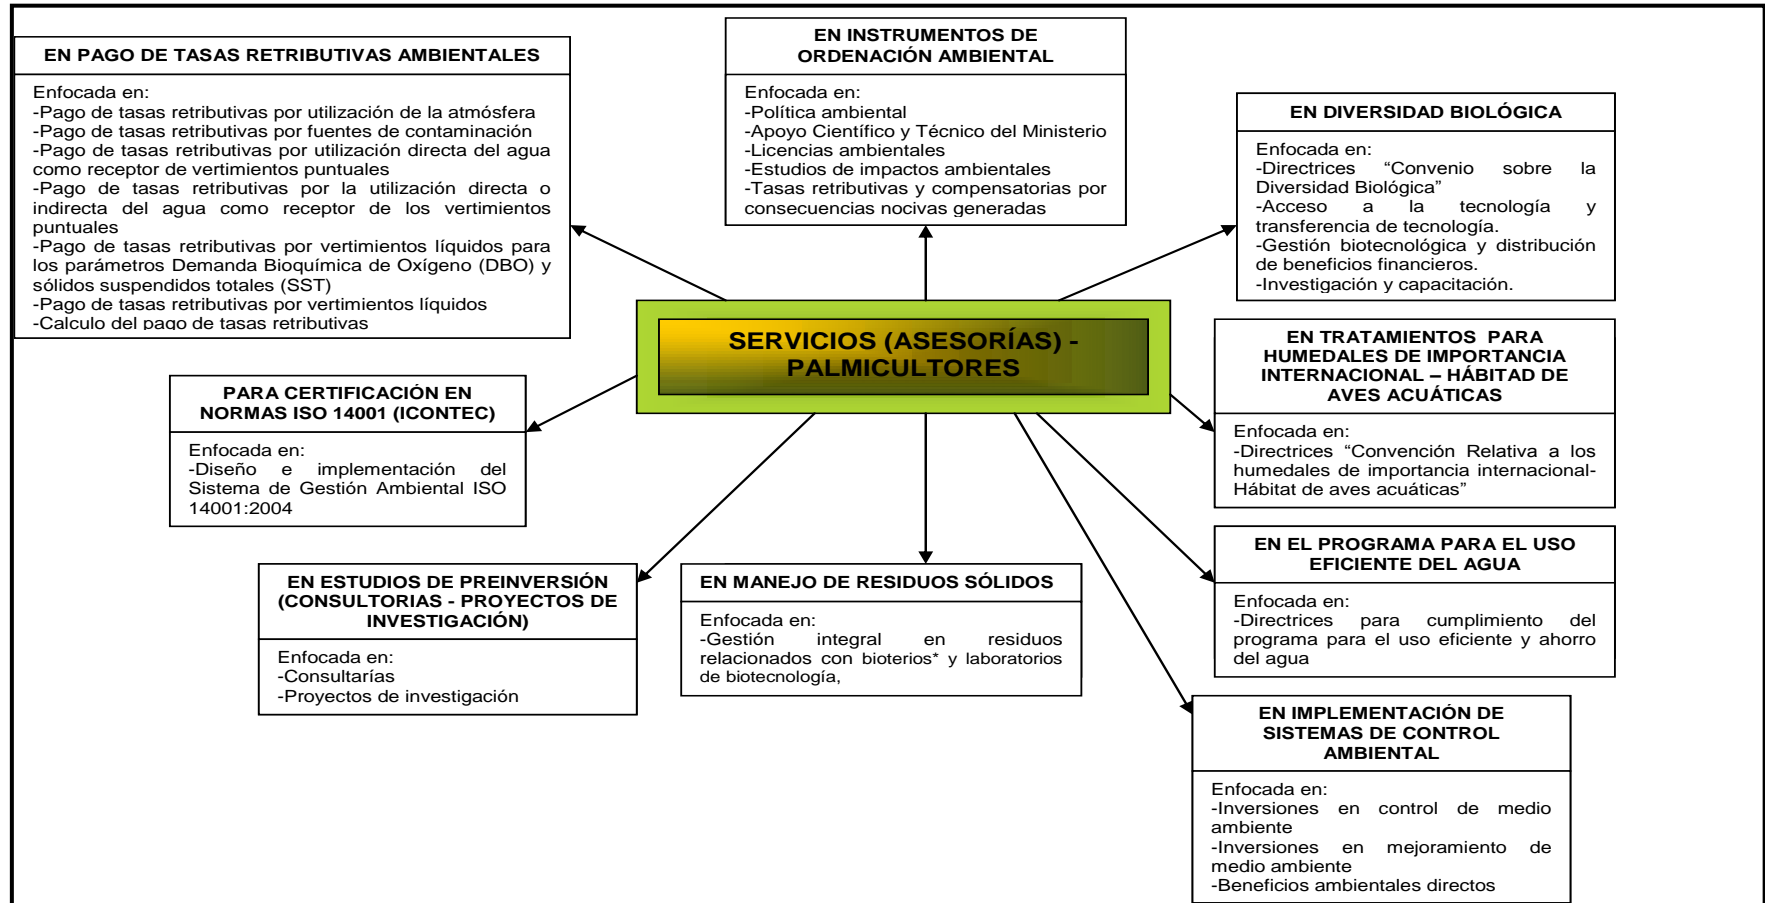 EN PAGO DE TASAS RETRIBUTIVAS AMBIENTALES
Enfocada en:
-Pago de tasas retributivas por utilización de la atmósfera
-Pago de tasas retributivas por fuentes de contaminación
-Pago de tasas retributivas por utilización directa del agua
como receptor de vertimientos puntuales
-Pago de tasas retributivas por la utilización directa o
indirecta del agua como receptor de los vertimientos
puntuales
-Pago de tasas retributivas por vertimientos líquidos para
los parámetros Demanda Bioquímica de Oxígeno (DBO) y
sólidos suspendidos totales (SST)
-Pago de tasas retributivas por vertimientos líquidos
-Calculo del pago de tasas retributivas
EN INSTRUMENTOS DE
ORDENACIÓN AMBIENTAL
Enfocada en:
-Política ambiental
-Apoyo Científico y Técnico del Ministerio
-Licencias ambientales
-Estudios de impactos ambientales
-Tasas retributivas y compensatorias por
consecuencias nocivas generadas
EN DIVERSIDAD BIOLÓGICA
Enfocada en:
-Directrices “Convenio sobre la
Diversidad Biológica”
-Acceso a la tecnología y
transferencia de tecnología.
-Gestión biotecnológica y distribución
de beneficios financieros.
-Investigación y capacitación.
SERVICIOS (ASESORÍAS) -
PALMICULTORES
EN TRATAMIENTOS PARA
HUMEDALES DE IMPORTANCIA
INTERNACIONAL – HÁBITAD DE
AVES ACUÁTICAS
Enfocada en:
-Directrices “Convención Relativa a los
humedales de importancia internacional-
Hábitat de aves acuáticas”
PARA CERTIFICACIÓN EN
NORMAS ISO 14001 (ICONTEC)
Enfocada en:
-Diseño e implementación del
Sistema de Gestión Ambiental ISO
14001:2004
EN EL PROGRAMA PARA EL USO
EFICIENTE DEL AGUA
Enfocada en:
-Directrices para cumplimiento del
programa para el uso eficiente y ahorro
del agua
EN ESTUDIOS DE PREINVERSIÓN
(CONSULTORIAS - PROYECTOS DE
INVESTIGACIÓN)
Enfocada en:
-Consultarías
-Proyectos de investigación
EN MANEJO DE RESIDUOS SÓLIDOS
Enfocada en:
-Gestión integral en residuos
relacionados con bioterios* y laboratorios
de biotecnología,
EN IMPLEMENTACIÓN DE
SISTEMAS DE CONTROL
AMBIENTAL
Enfocada en:
-Inversiones en control de medio
ambiente
-Inversiones en mejoramiento de
medio ambiente
-Beneficios ambientales directos